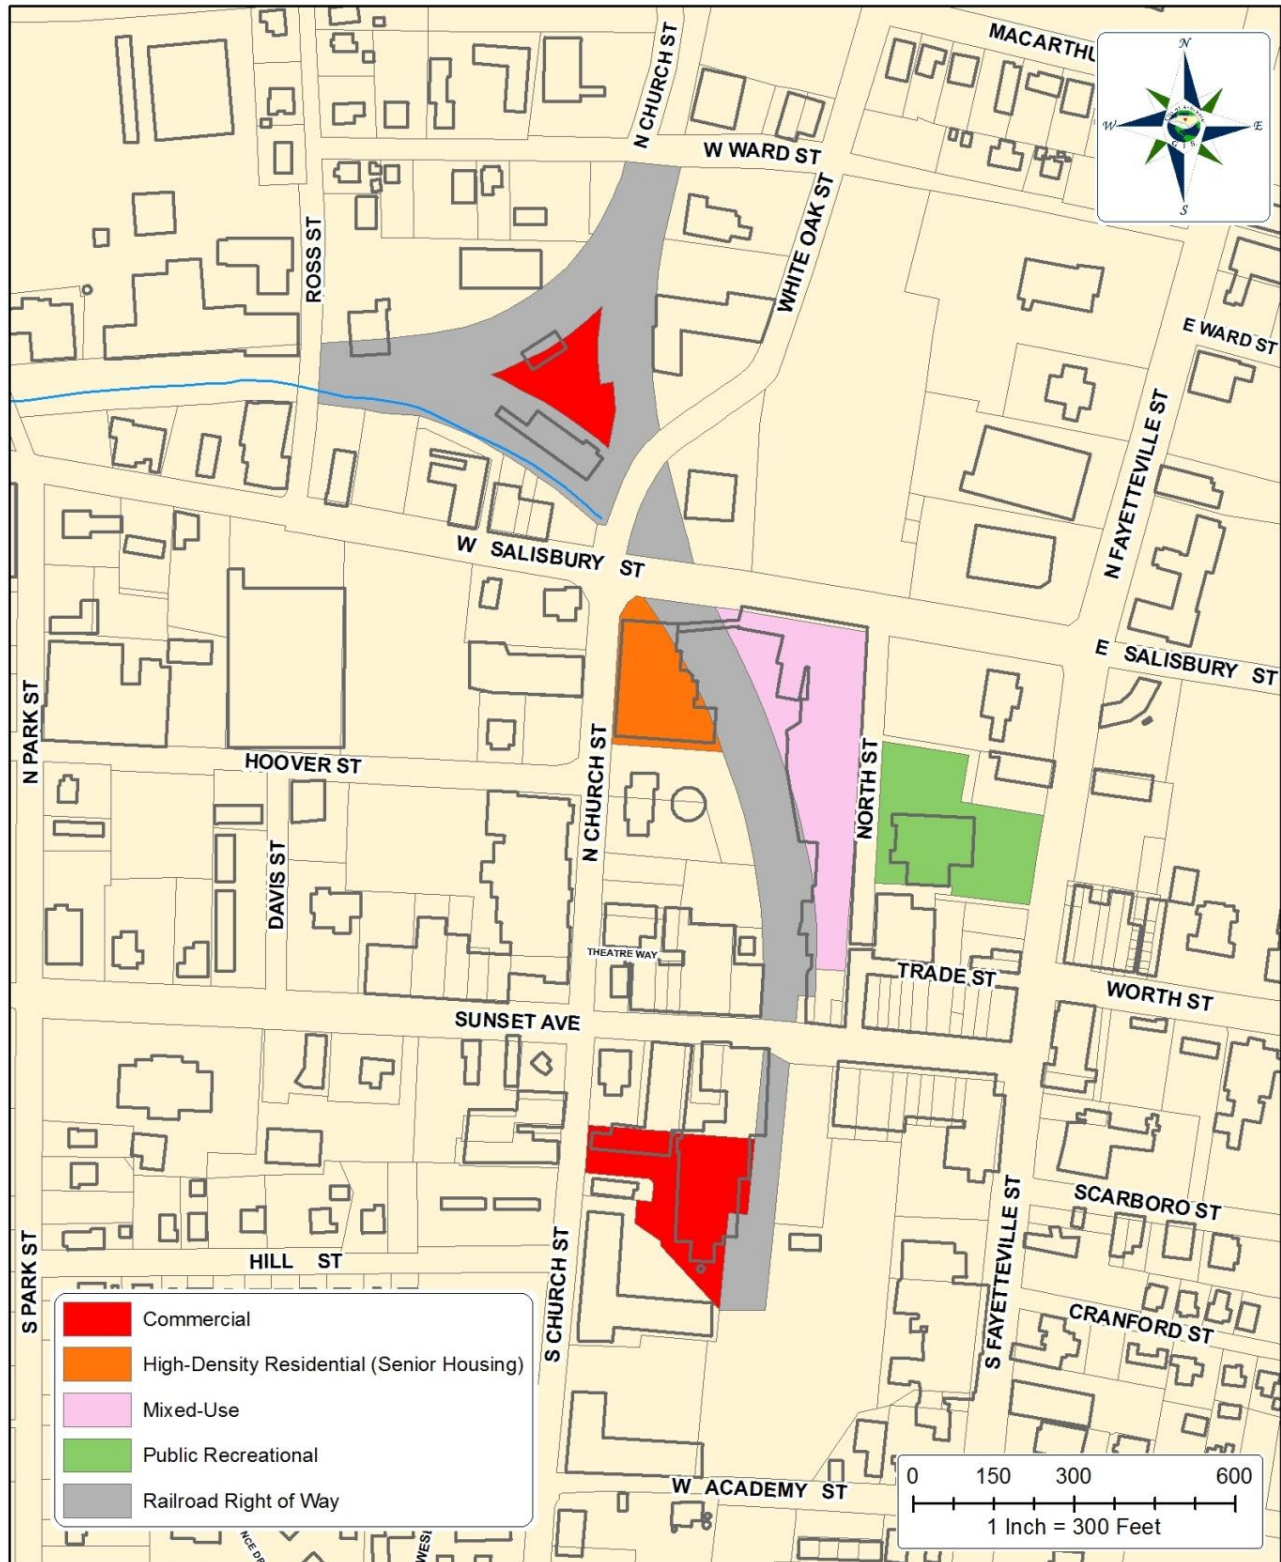 MACARTHU
N
W
E
S
N CHURCH ST
W WARD ST
WHITE OAK ST
ROSS ST
E WARD ST
N FAYETTEVILLE ST
W SALISBURY ST
E SALISBURY ST
N PARK ST
HOOVER ST
N CHURCH ST
NORTH ST
DAVIS ST
THEATRE WAY
TRADE ST
WORTH ST
SUNSET AVE
S PARK ST
HILL ST
S CHURCH ST
S FAYETTEVILLE ST
SCARBORO ST
CRANFORD ST
Commercial
High-Density Residential (Senior Housing)
Mixed-Use
Public Recreational
Railroad Right of Way
W ACADEMY ST
0 150 300 600
1 Inch = 300 Feet
NCE DR
WESL